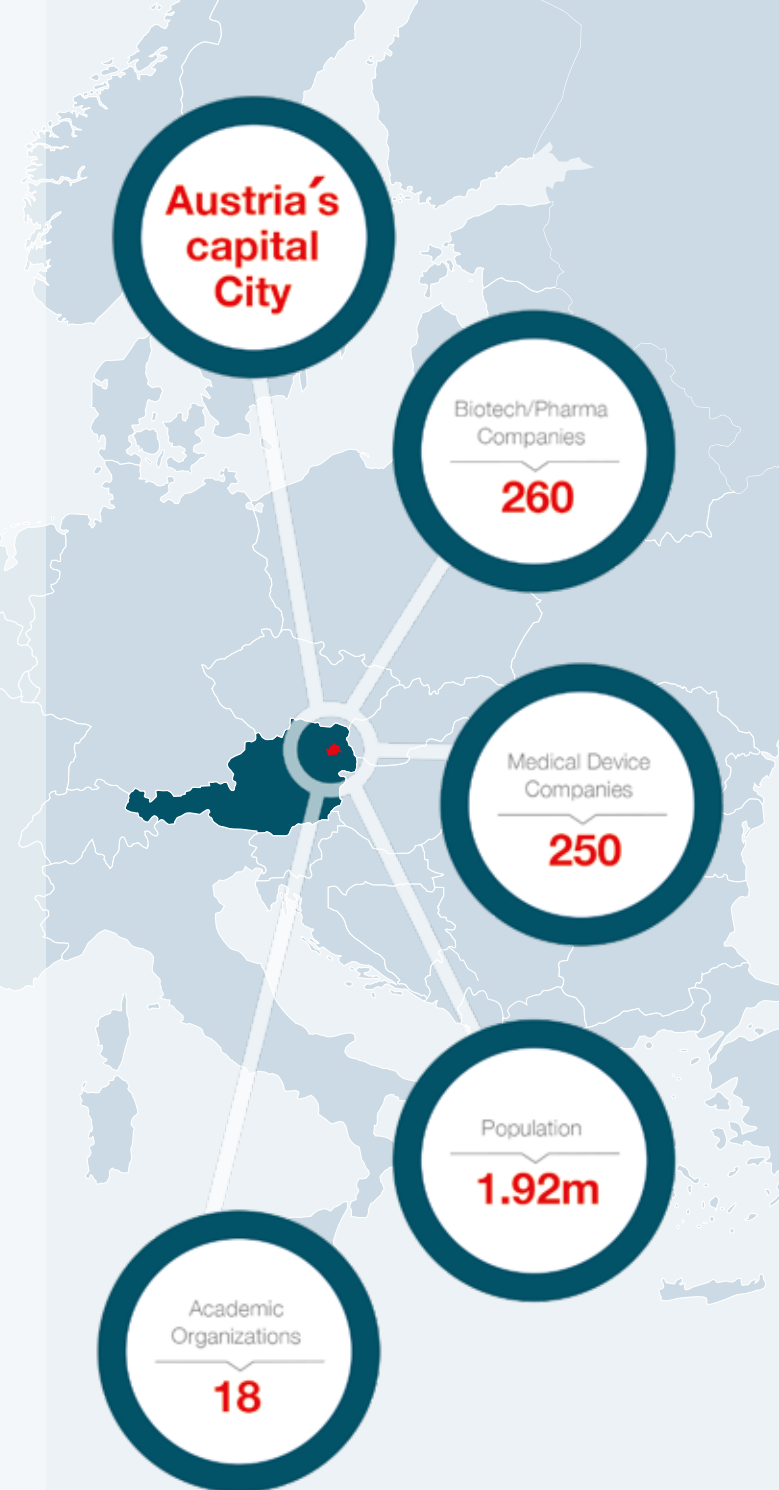 Austria´s
capital
City
Biotech/Pharma
Companies
260
Medical Device
Companies
250
Population
1.92m
Academic
Organizations
18